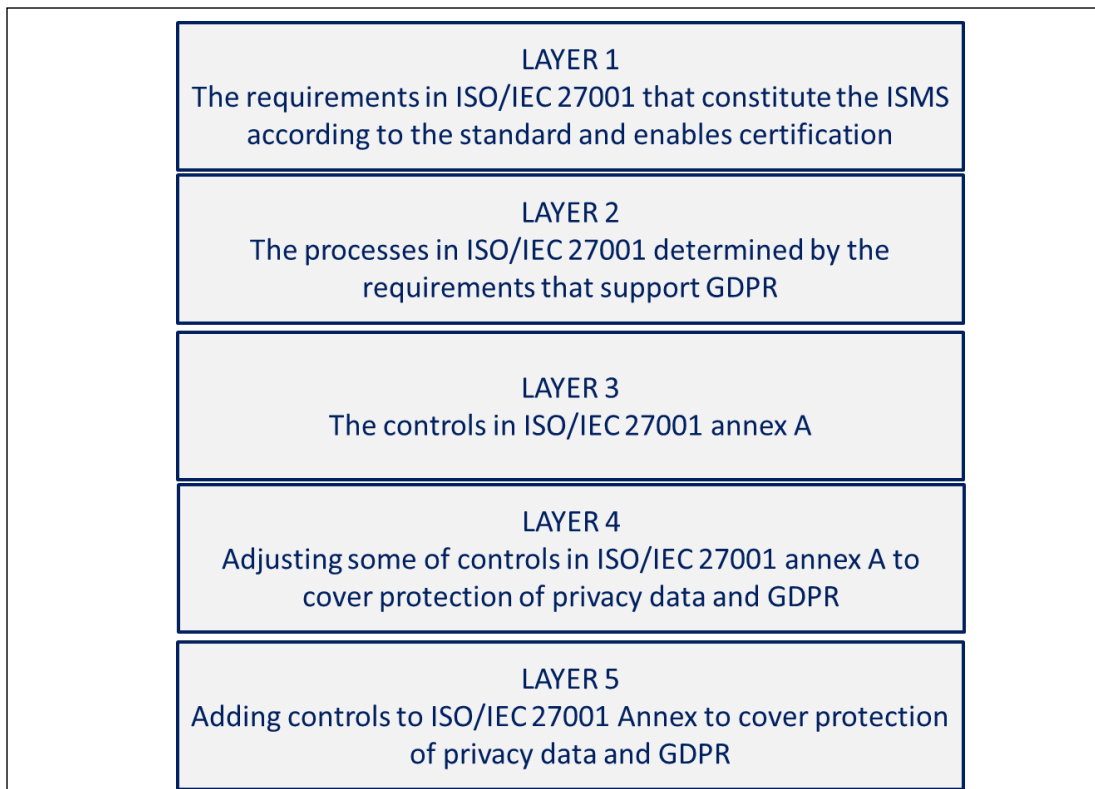 LAYER 1
The requirements in ISO/IEC 27001 that constitute the ISMS
according to the standard and enables certification
LAYER 2
The processes in ISO/IEC 27001 determined by the
requirements that support GDPR
LAYER 3
The controls in ISO/IEC 27001 annex A
LAYER 4
Adjusting some of controls in ISO/IEC 27001 annex A to
cover protection of privacy data and GDPR
LAYER 5
Adding controls to ISO/IEC 27001 Annex to cover protection
of privacy data and GDPR